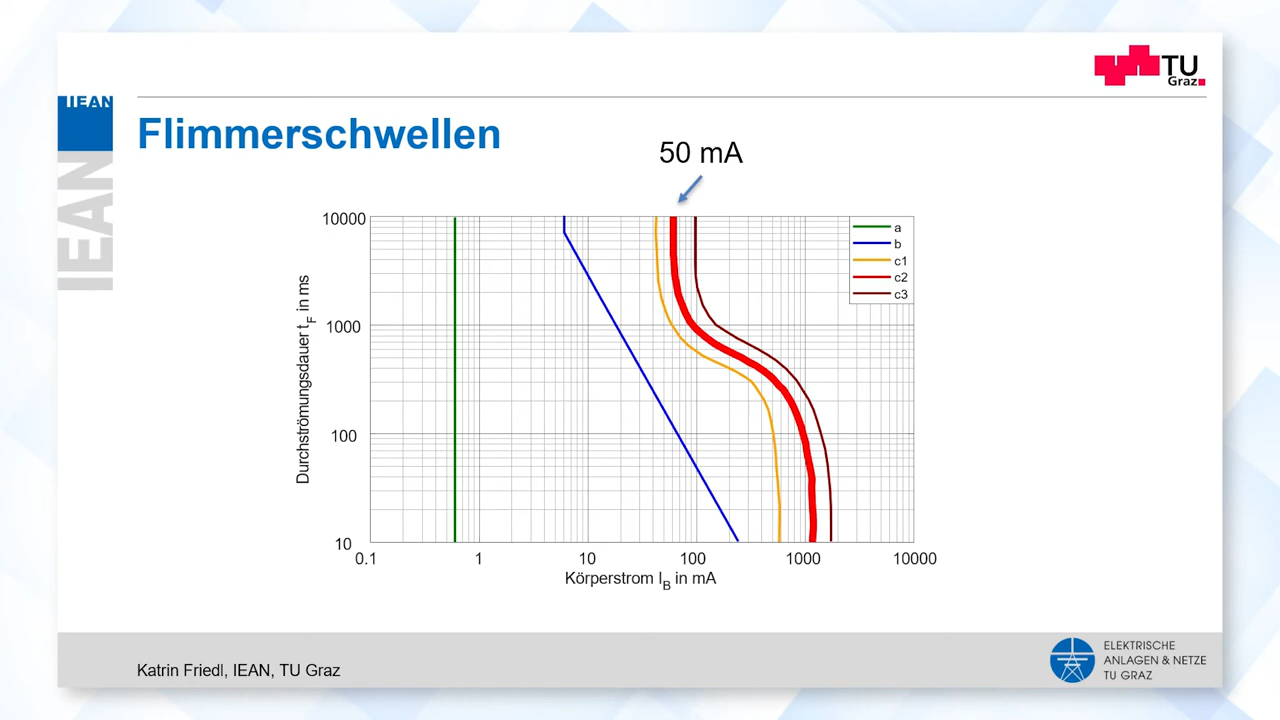 TU
Graz
IEAN
Flimmerschwellen
IEAN
50 mA
10000
1000
100
10
Durchströmungsdauer tF in ms
a
b
c1
c2
c3
0.1
1
10
100
1000
10000
Körperstrom IB in mA
Katrin Friedl, IEAN, TU Graz
ELEKTRISCHE
ANLAGEN & NETZE
TU GRAZ